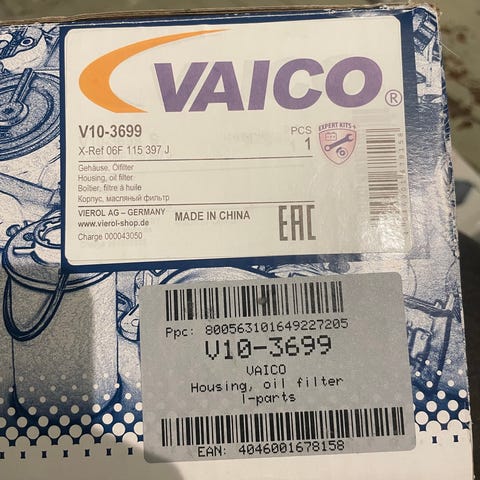 VAICO®
V10-3699
X-Ref 06F 115 397 J
PCS
1
EXPERT KITS+
Gehäuse, Ölfilter
Housing, oil filter
Boîtier, filtre à huile
Корпус, масляный фильтр
VIEROL AG – GERMANY
www.vierol-shop.de
MADE IN CHINA
EAC
Charge 000043050
Ppc: 800563101649227205
V10-3699
VAICO
Housing, oil filter
l-parts
EAN: 4046001678158